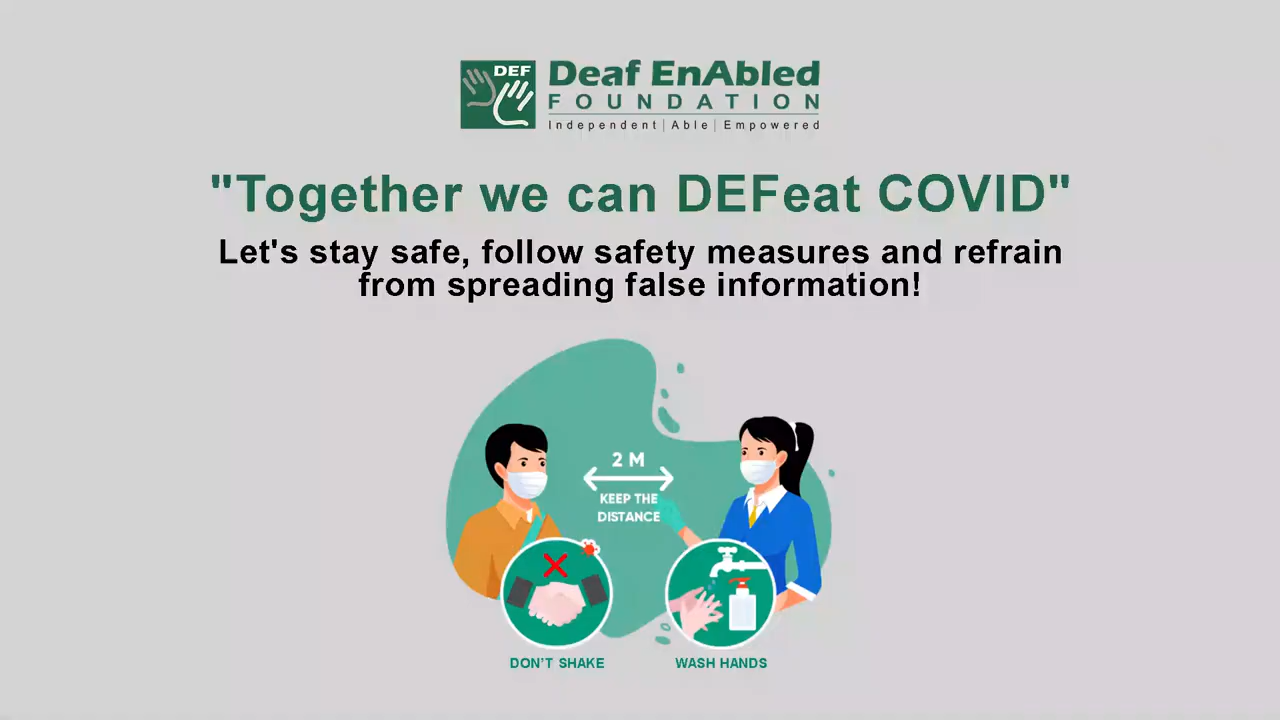 DEF
Deaf EnAbled
FOUNDATION
Independent | Able | Empowered
"Together we can DEFeat COVID"
Let's stay safe, follow safety measures and refrain
from spreading false information!
2 M
KEEP THE
DISTANCE
DON'T SHAKE
WASH HANDS